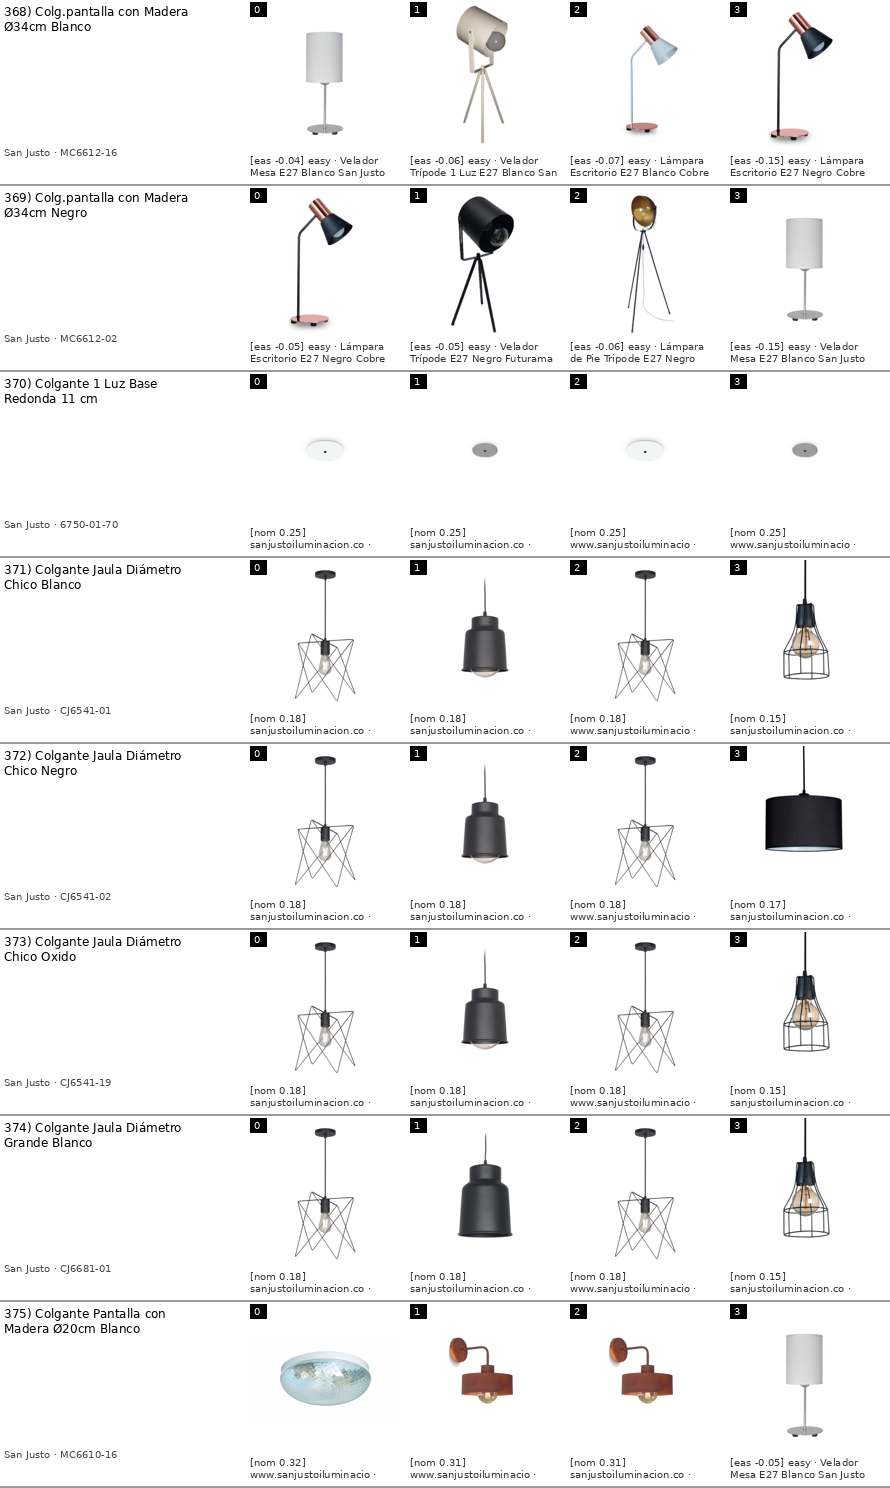 368) Colg.pantalla con Madera
Ø34cm Blanco
San Justo · MC6612-16
0
[eas -0.04] easy · Velador
Mesa E27 Blanco San Justo
1
[eas -0.06] easy · Velador
Trípode 1 Luz E27 Blanco San
2
[eas -0.07] easy · Lámpara
Escritorio E27 Blanco Cobre
3
[eas -0.15] easy · Lámpara
Escritorio E27 Negro Cobre
369) Colg.pantalla con Madera
Ø34cm Negro
San Justo · MC6612-02
0
[eas -0.05] easy · Lámpara
Escritorio E27 Negro Cobre
1
[eas -0.05] easy · Velador
Trípode E27 Negro Futurama
2
[eas -0.06] easy · Lámpara
de Pie Tripode E27 Negro
3
[eas -0.15] easy · Velador
Mesa E27 Blanco San Justo
370) Colgante 1 Luz Base
Redonda 11 cm
San Justo · 6750-01-70
0
[nom 0.25]
sanjustoiluminacion.co ·
1
[nom 0.25]
sanjustoiluminacion.co ·
2
[nom 0.25]
www.sanjustoiluminacio ·
3
[nom 0.25]
www.sanjustoiluminacio ·
371) Colgante Jaula Diámetro
Chico Blanco
San Justo · CJ6541-01
0
[nom 0.18]
sanjustoiluminacion.co ·
1
[nom 0.18]
sanjustoiluminacion.co ·
2
[nom 0.18]
www.sanjustoiluminacio ·
3
[nom 0.15]
sanjustoiluminacion.co ·
372) Colgante Jaula Diámetro
Chico Negro
San Justo · CJ6541-02
0
[nom 0.18]
sanjustoiluminacion.co ·
1
[nom 0.18]
sanjustoiluminacion.co ·
2
[nom 0.18]
www.sanjustoiluminacio ·
3
[nom 0.17]
sanjustoiluminacion.co ·
373) Colgante Jaula Diámetro
Chico Oxido
San Justo · CJ6541-19
0
[nom 0.18]
sanjustoiluminacion.co ·
1
[nom 0.18]
sanjustoiluminacion.co ·
2
[nom 0.18]
www.sanjustoiluminacio ·
3
[nom 0.15]
sanjustoiluminacion.co ·
374) Colgante Jaula Diámetro
Grande Blanco
San Justo · CJ6681-01
0
[nom 0.18]
sanjustoiluminacion.co ·
1
[nom 0.18]
sanjustoiluminacion.co ·
2
[nom 0.18]
www.sanjustoiluminacio ·
3
[nom 0.15]
sanjustoiluminacion.co ·
375) Colgante Pantalla con
Madera Ø20cm Blanco
San Justo · MC6610-16
0
[nom 0.32]
www.sanjustoiluminacio ·
1
[nom 0.31]
www.sanjustoiluminacio ·
2
[nom 0.31]
sanjustoiluminacion.co ·
3
[eas -0.05] easy · Velador
Mesa E27 Blanco San Justo